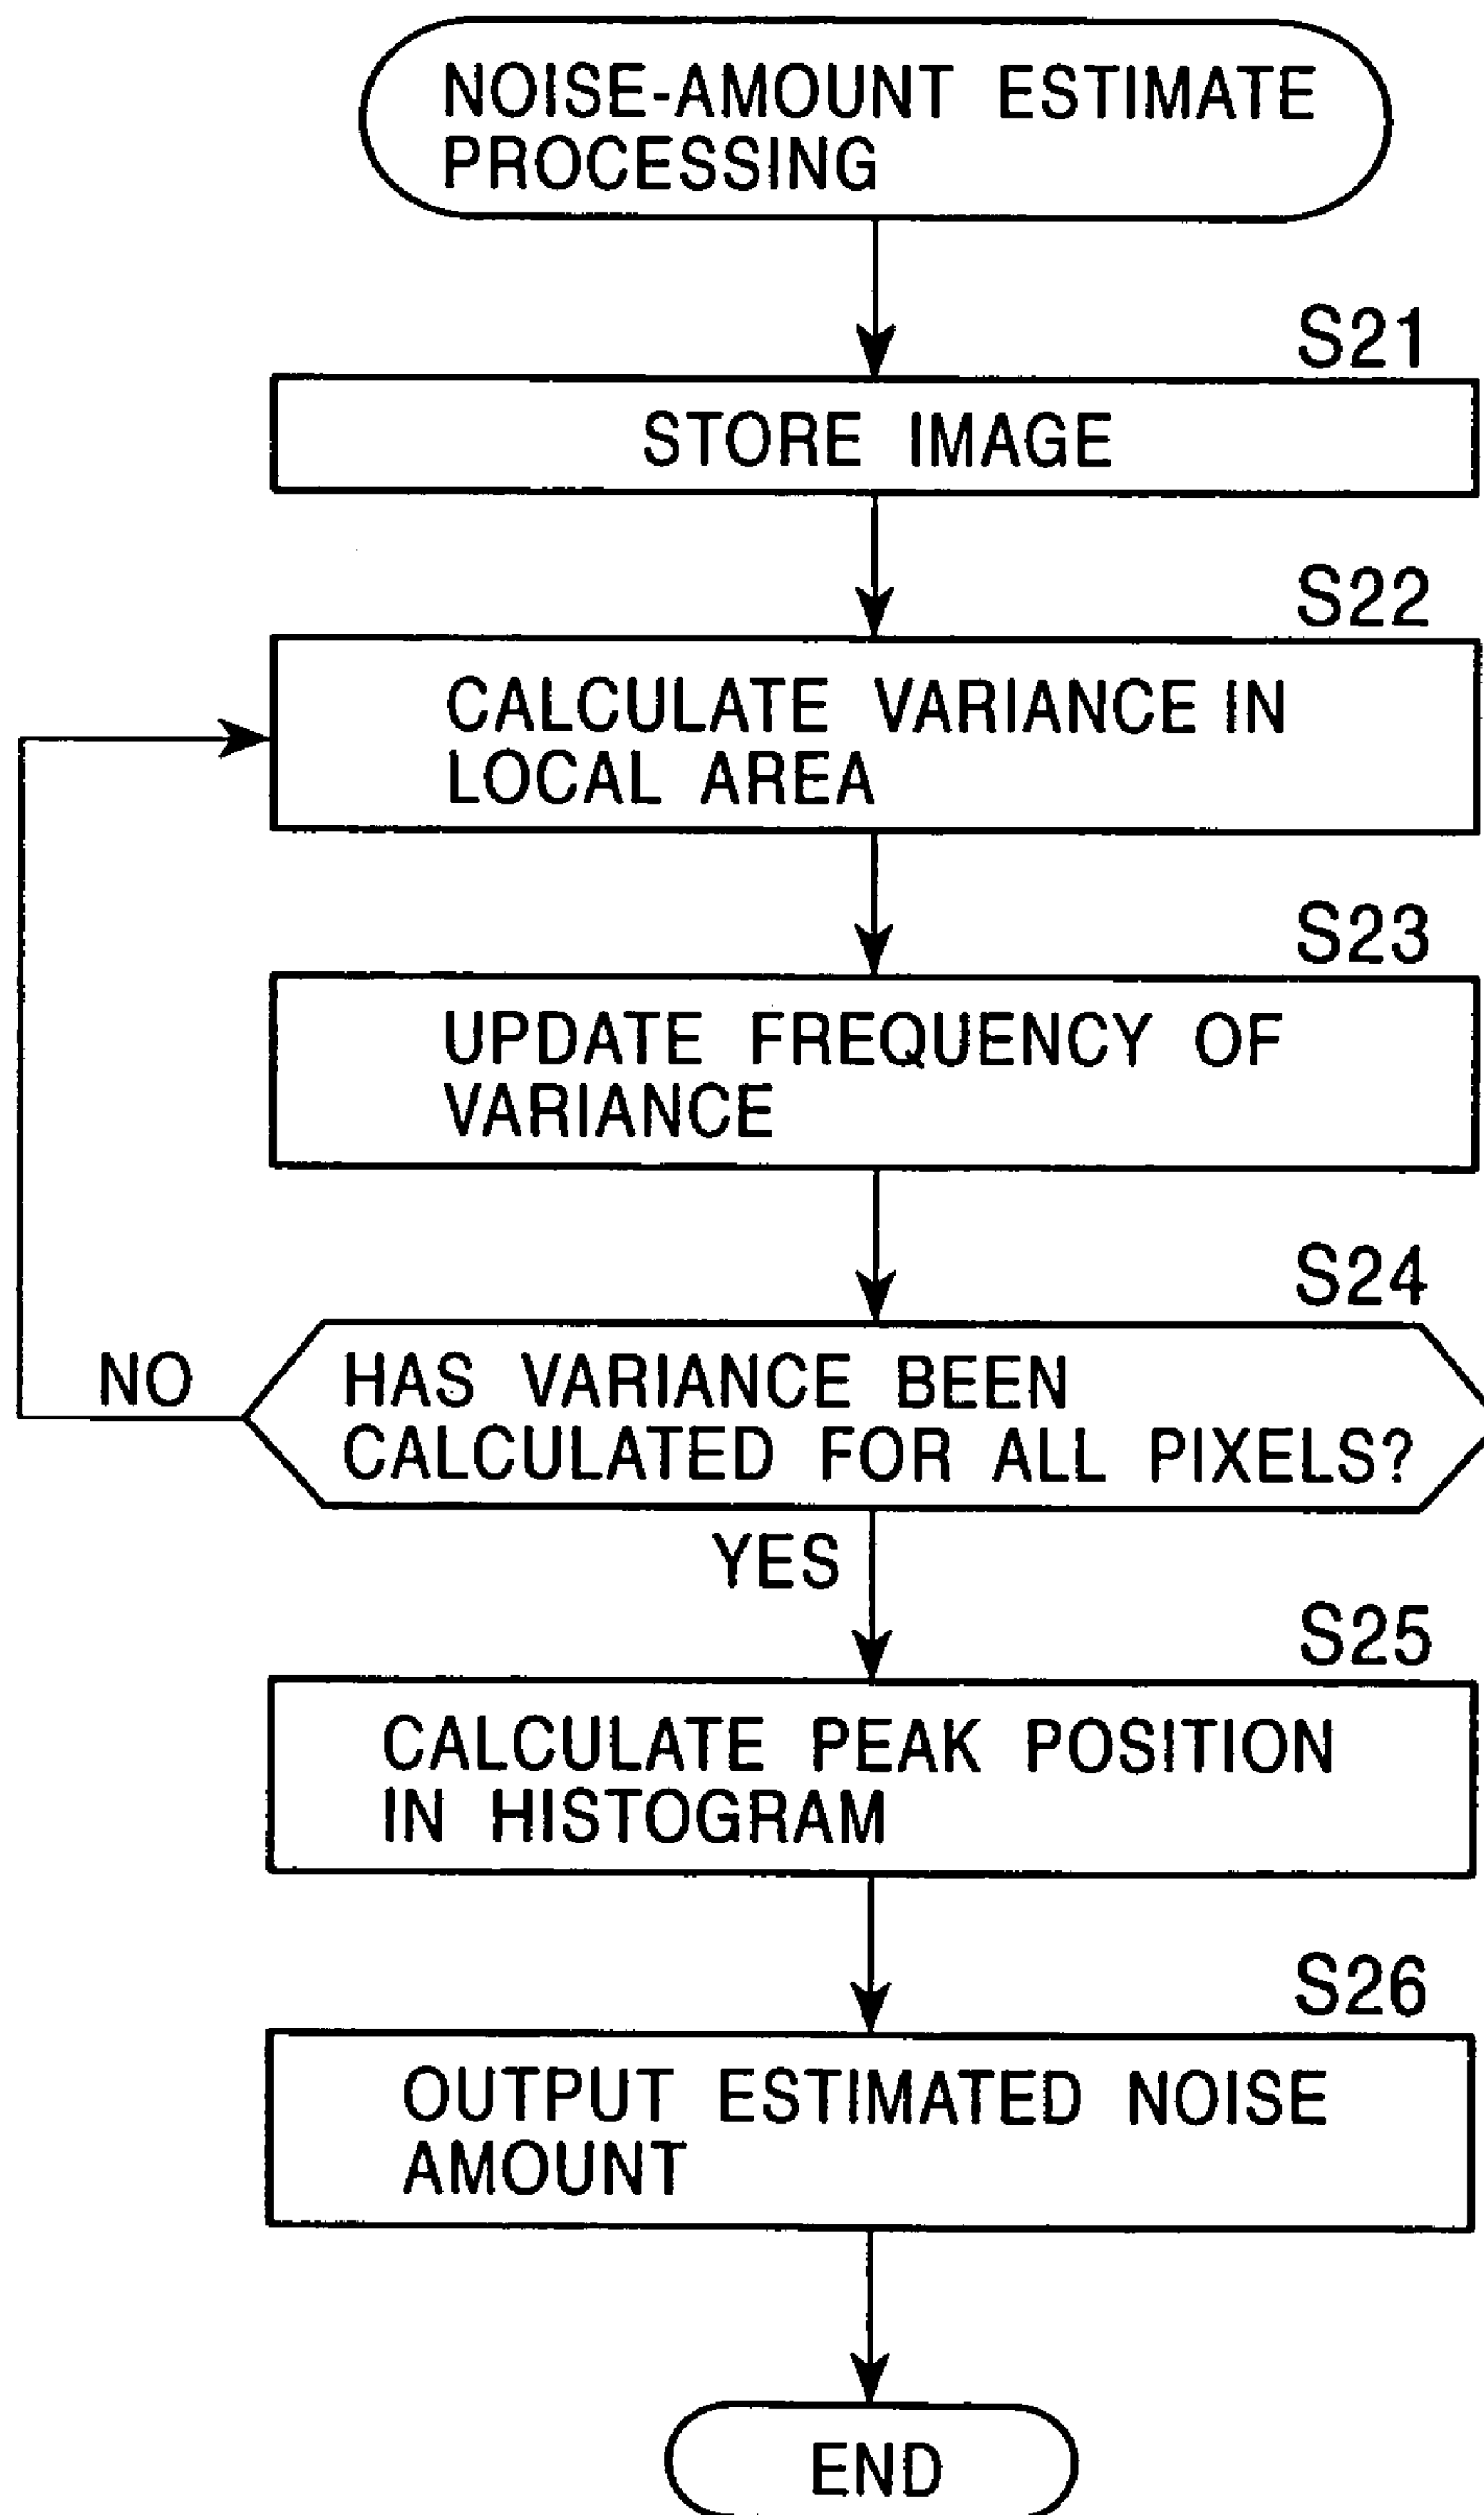 NOISE-AMOUNT ESTIMATE
PROCESSING
S21
STORE IMAGE
S22
CALCULATE VARIANCE IN
LOCAL AREA
S23
UPDATE FREQUENCY OF
VARIANCE
S24
NO
HAS VARIANCE BEEN
CALCULATED FOR ALL PIXELS?
YES
S25
CALCULATE PEAK POSITION
IN HISTOGRAM
S26
OUTPUT ESTIMATED NOISE
AMOUNT
END